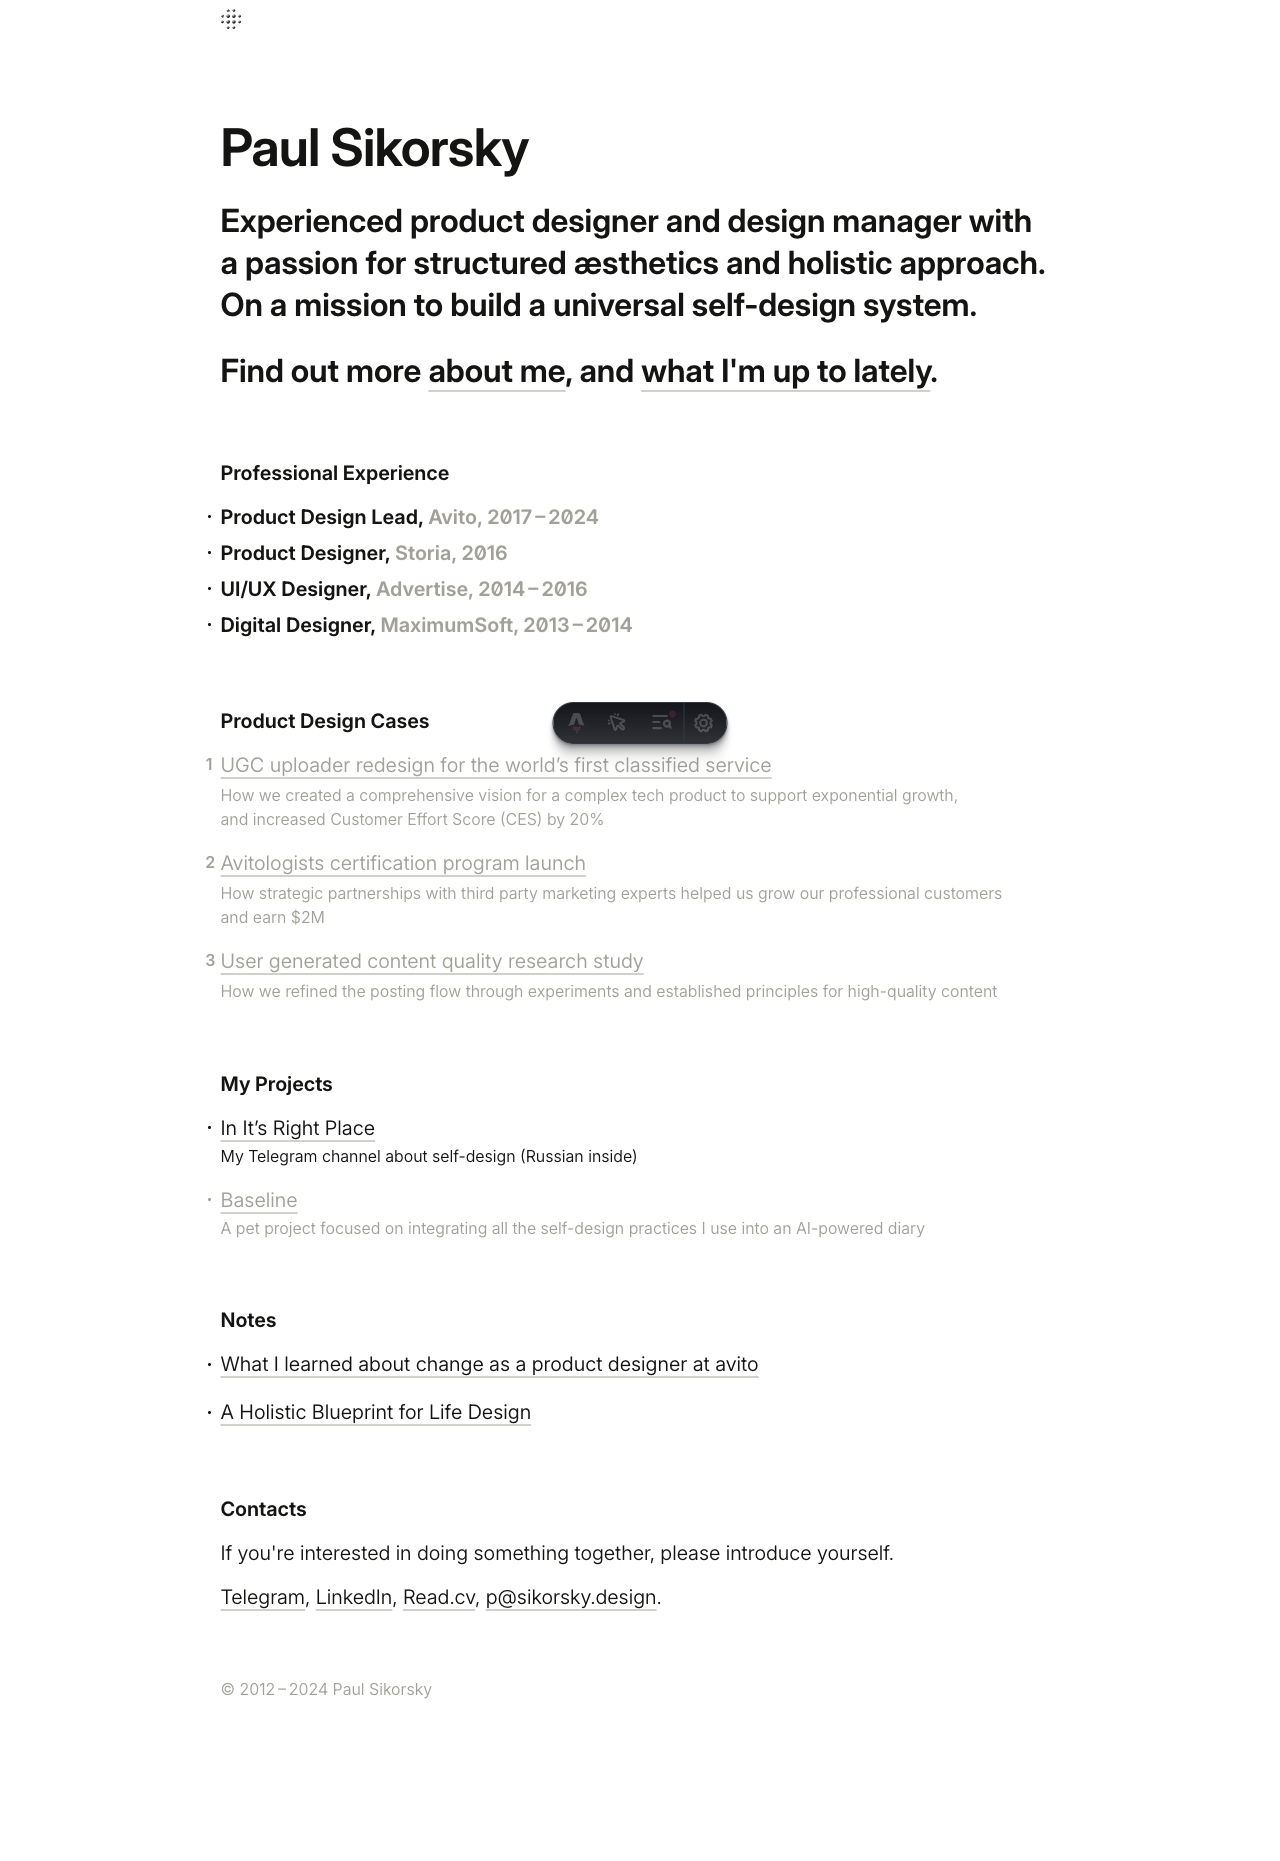 Paul Sikorsky
Experienced product designer and design manager with
a passion for structured æsthetics and holistic approach.
On a mission to build a universal self-design system.
Find out more about me, and what I'm up to lately.
Professional Experience
· Product Design Lead, Avito, 2017–2024
· Product Designer, Storia, 2016
· UI/UX Designer, Advertise, 2014–2016
· Digital Designer, MaximumSoft, 2013–2014
Product Design Cases
1 UGC uploader redesign for the world’s first classified service
How we created a comprehensive vision for a complex tech product to support exponential growth,
and increased Customer Effort Score (CES) by 20%
2 Avitologists certification program launch
How strategic partnerships with third party marketing experts helped us grow our professional customers
and earn $2M
3 User generated content quality research study
How we refined the posting flow through experiments and established principles for high-quality content
My Projects
· In It’s Right Place
My Telegram channel about self-design (Russian inside)
· Baseline
A pet project focused on integrating all the self-design practices I use into an AI-powered diary
Notes
· What I learned about change as a product designer at avito
· A Holistic Blueprint for Life Design
Contacts
If you're interested in doing something together, please introduce yourself.
Telegram, LinkedIn, Read.cv, p@sikorsky.design.
© 2012–2024 Paul Sikorsky